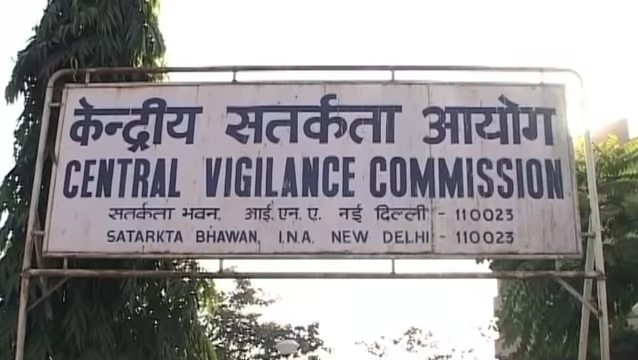 केन्द्रीय सतर्कता आयोग
CENTRAL VIGILANCE COMMISSION
सतर्कता भवन, आई.एन.ए. नई दिल्ली - 110023
SATARKTA BHAWAN, I.N.A. NEW DELHI - 110023